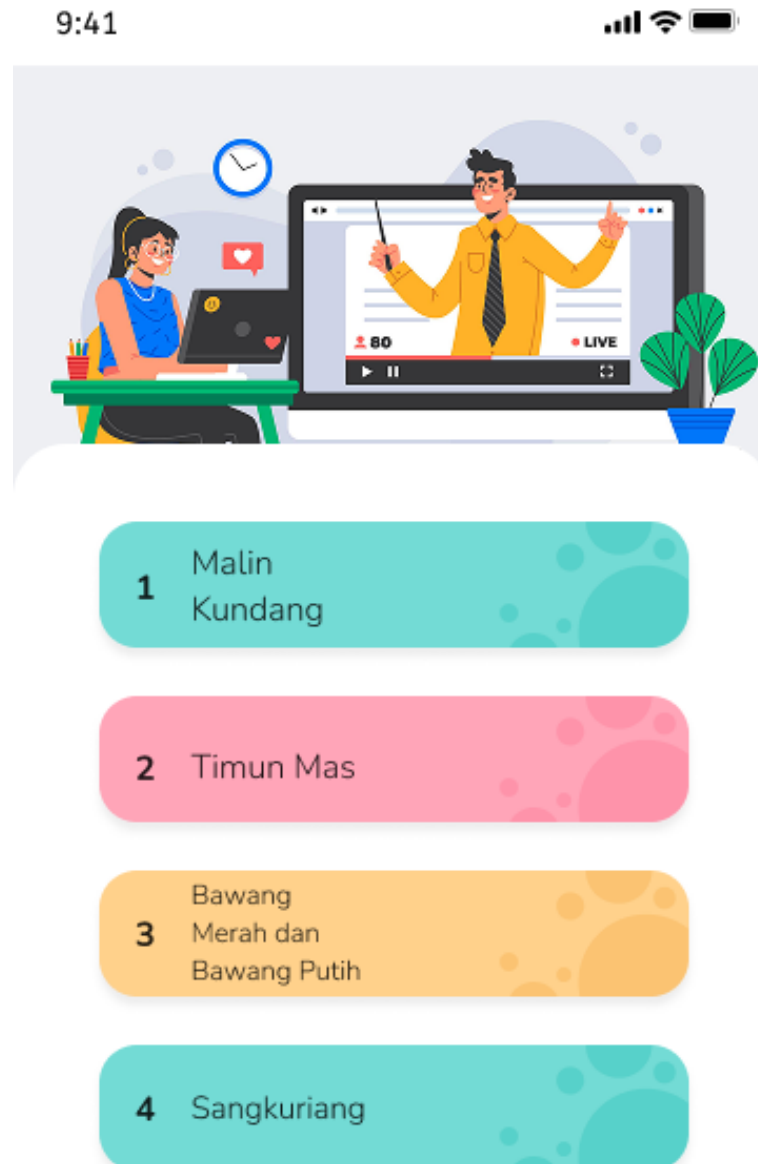 9:41
80
LIVE
1
Malin
Kundang
2
Timun Mas
3
Bawang
Merah dan
Bawang Putih
4
Sangkuriang